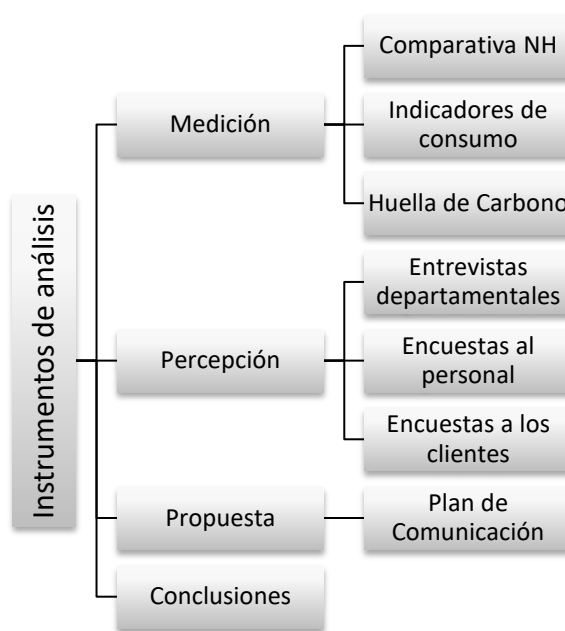 Instrumentos de análisis
Medición
Comparativa NH
Indicadores de
consumo
Huella de Carbono
Percepción
Entrevistas
departamentales
Encuestas al
personal
Encuestas a los
clientes
Propuesta
Plan de
Comunicación
Conclusiones